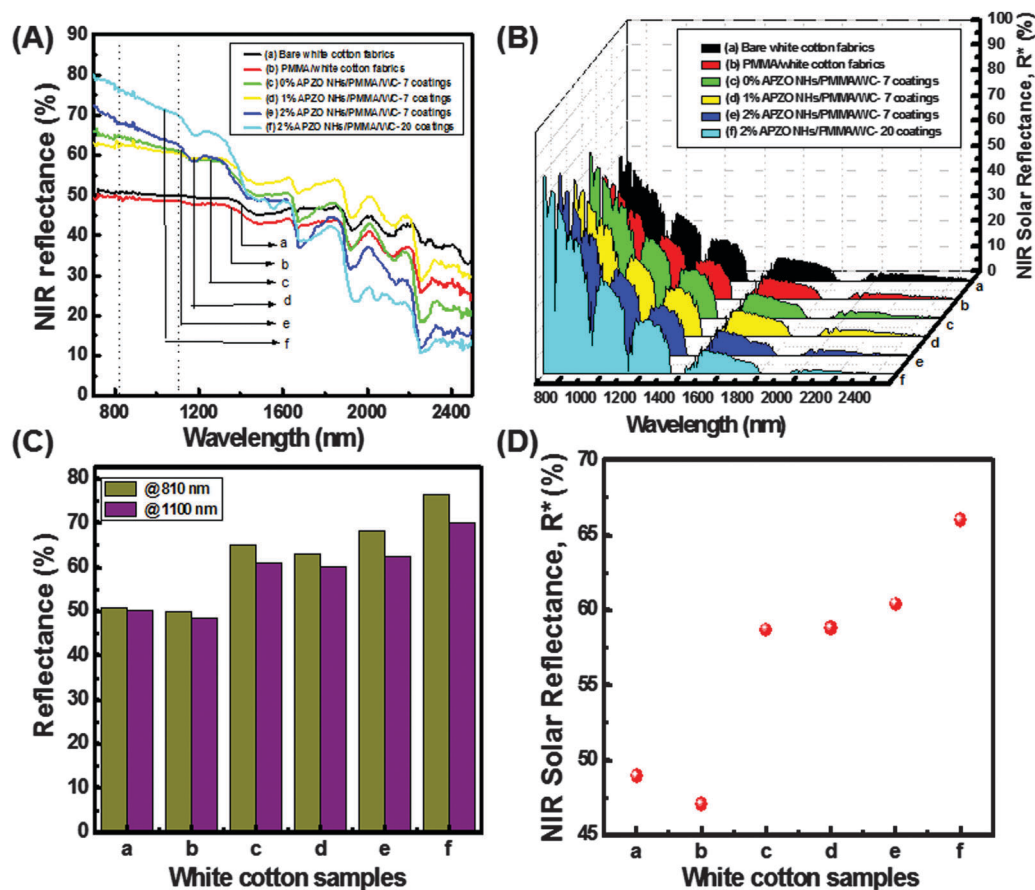 (A)
NIR reflectance (%)
90
80
70
60
50
40
30
20
10
0
(a) Bare white cotton fabrics
(b) PMMA/white cotton fabrics
(c) 0% APZO NHs/PMMA/WC- 7 coatings
(d) 1% APZO NHs/PMMA/WC- 7 coatings
(e) 2% APZO NHs/PMMA/WC- 7 coatings
(f) 2% APZO NHs/PMMA/WC- 20 coatings
a
b
c
d
e
f
800 1200 1600 2000 2400
Wavelength (nm)
(B)
(a) Bare white cotton fabrics
(b) PMMA/white cotton fabrics
(c) 0% APZO NHs/PMMA/WC- 7 coatings
(d) 1% APZO NHs/PMMA/WC- 7 coatings
(e) 2% APZO NHs/PMMA/WC- 7 coatings
(f) 2% APZO NHs/PMMA/WC- 20 coatings
100
90
80
70
60
50
40
30
20
10
0
NIR Solar Reflectance, R* (%)
a
b
c
d
e
f
800 1000 1200 1400 1600 1800 2000 2200 2400
Wavelength (nm)
(C)
Reflectance (%)
80
70
60
50
40
30
20
10
0
@810 nm
@1100 nm
a b c d e f
White cotton samples
(D)
NIR Solar Reflectance, R* (%)
70
65
60
50
45
a b c d e f
White cotton samples